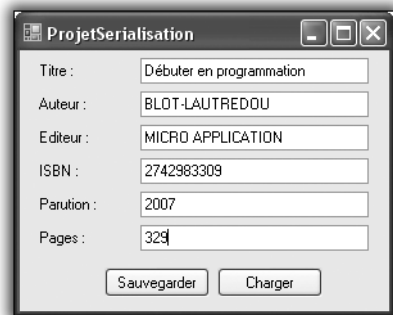 ProjetSerialisation
Titre : Débuter en programmation
Auteur : BLOT-LAUTREDOU
Editeur : MICRO APPLICATION
ISBN : 2742983309
Parution : 2007
Pages : 329
Sauvegarder Charger